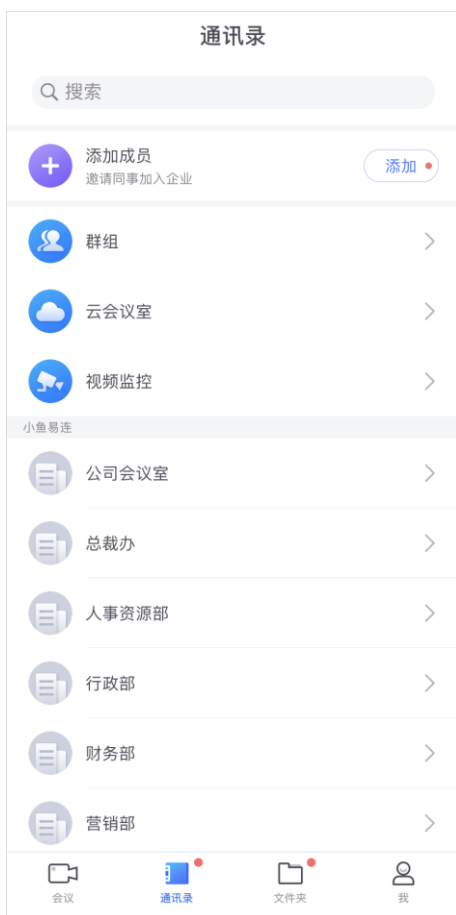 通讯录
搜索
添加成员
邀请同事加入企业
添加
群组
云会议室
视频监控
小鱼易连
公司会议室
总裁办
人事资源部
行政部
财务部
营销部
会议
通讯录
文件夹
我